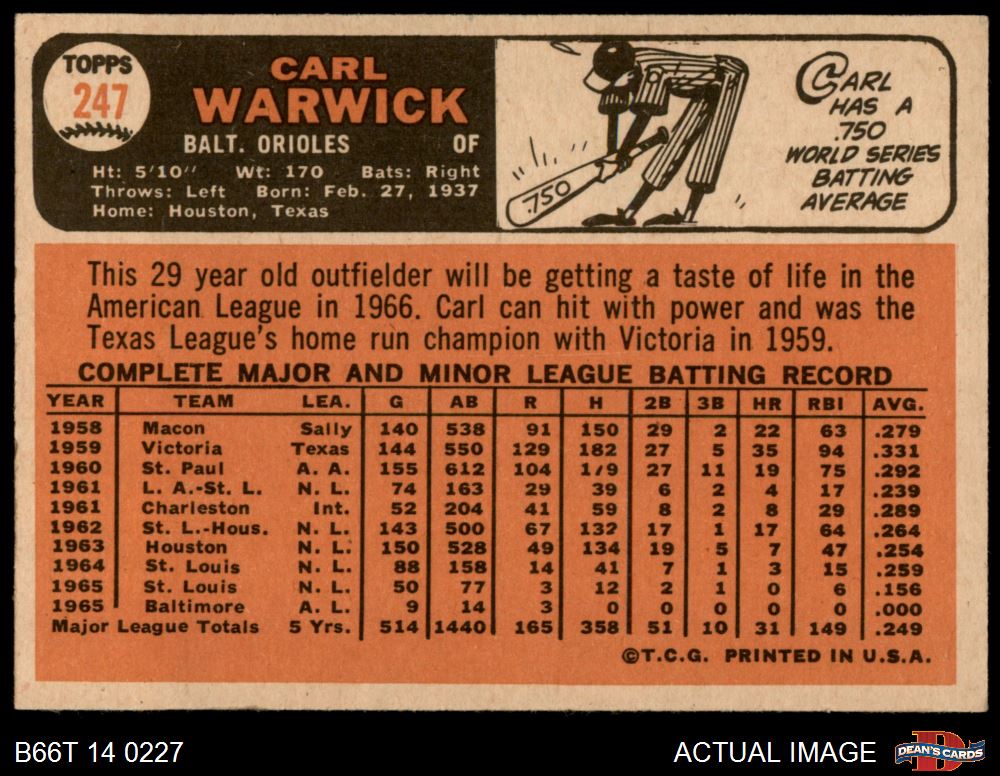 TOPPS
247
CARL
WARWICK
BALT. ORIOLES OF
Ht: 5'10" Wt: 170 Bats: Right
Throws: Left Born: Feb. 27, 1937
Home: Houston, Texas
.750
CARL
HAS A
.750
WORLD SERIES
BATTING
AVERAGE
This 29 year old outfielder will be getting a taste of life in the
American League in 1966. Carl can hit with power and was the
Texas League's home run champion with Victoria in 1959.
COMPLETE MAJOR AND MINOR LEAGUE BATTING RECORD
YEAR TEAM LEA. G AB R H 2B 3B HR RBI AVG.
1958 Macon Sally 140 538 91 150 29 2 22 63 .279
1959 Victoria Texas 144 550 129 182 27 5 35 94 .331
1960 St. Paul A. A. 155 612 104 179 27 11 19 75 .292
1961 L. A.-St. L. N. L. 74 163 29 39 6 2 4 17 .239
1961 Charleston Int. 52 204 41 59 8 2 8 29 .289
1962 St. L.-Hous. N. L. 143 500 67 132 17 1 17 64 .264
1963 Houston N. L. 150 528 49 134 19 5 7 47 .254
1964 St. Louis N. L. 88 158 14 41 7 1 3 15 .259
1965 St. Louis N. L. 50 77 3 12 2 1 0 6 .156
1965 Baltimore A. L. 9 14 3 0 0 0 0 0 .000
Major League Totals 5 Yrs. 514 1440 165 358 51 10 31 149 .249
©T.C.G. PRINTED IN U.S.A.
B66T 14 0227 ACTUAL IMAGE DEAN'S CARDS